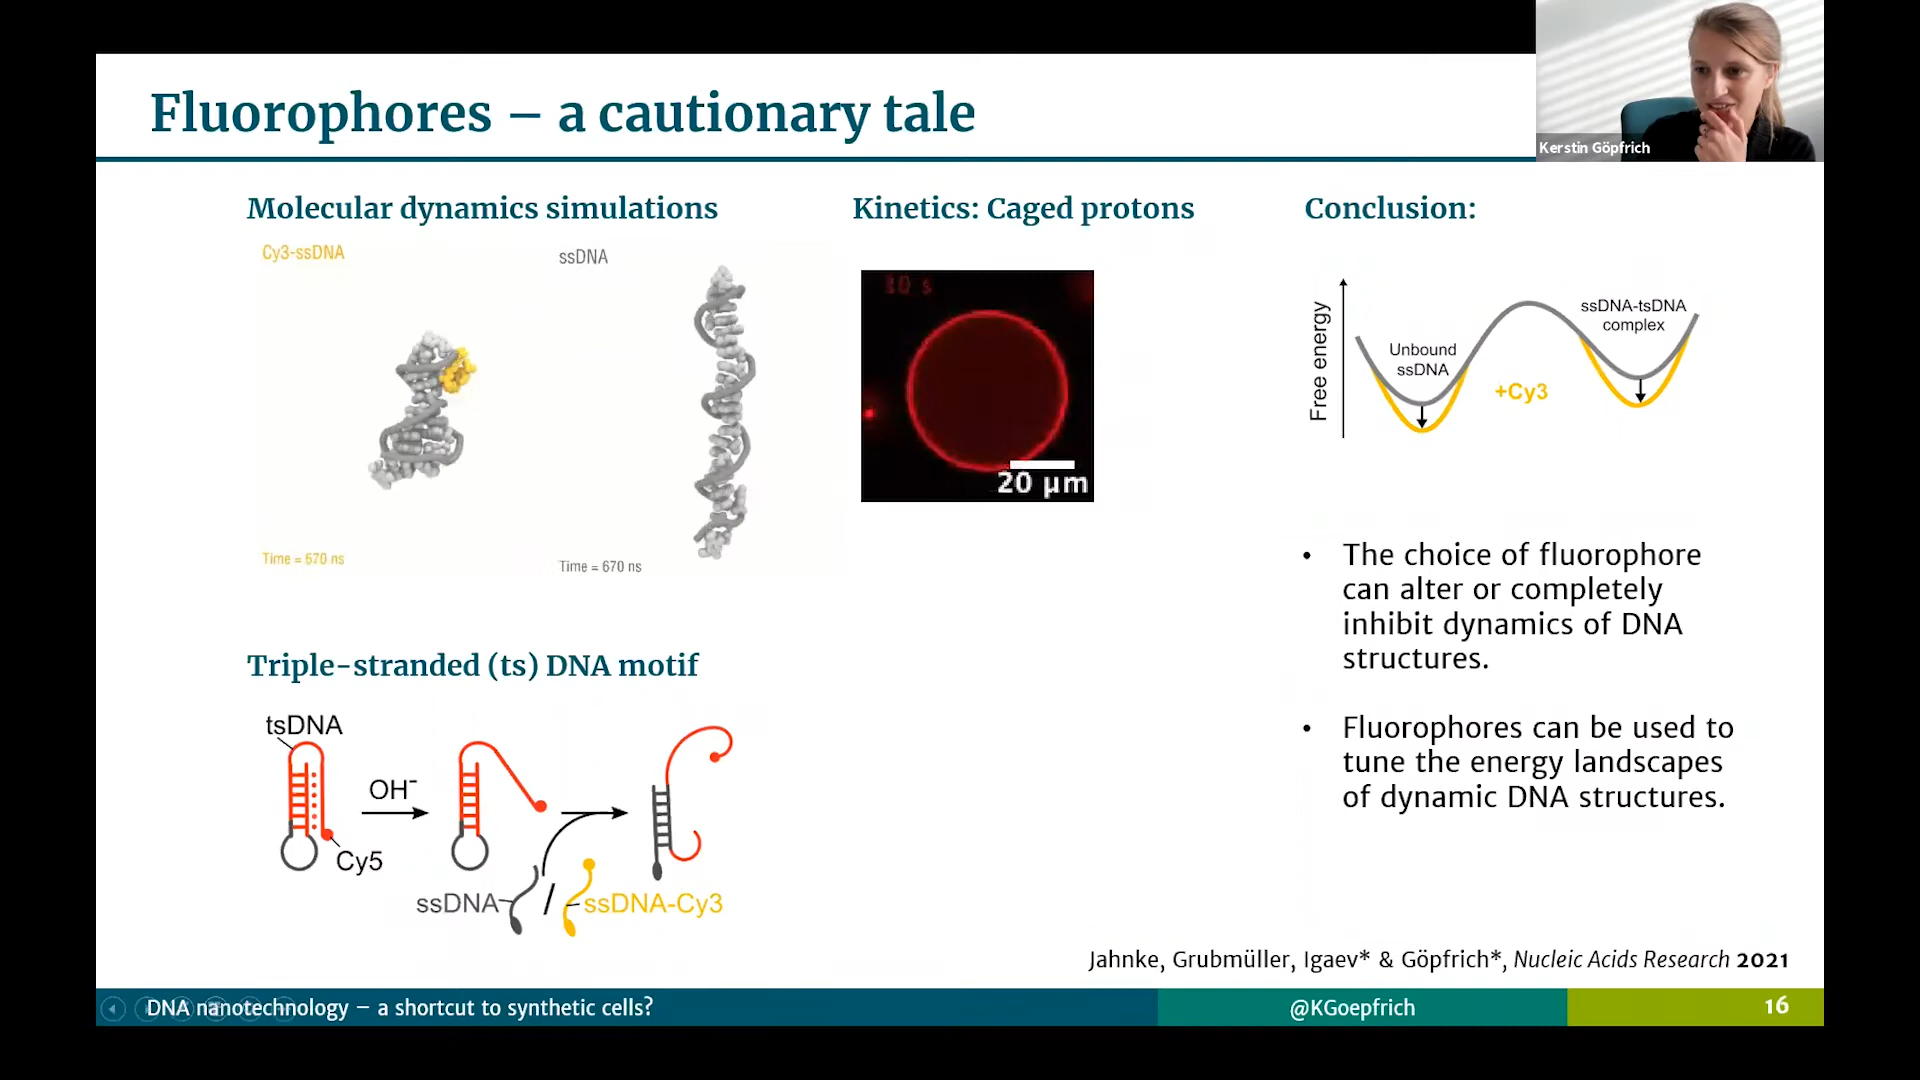 Fluorophores – a cautionary tale
Kerstin Göpfrich
Molecular dynamics simulations
Cy3-ssDNA
ssDNA
Time = 670 ns
Time = 670 ns
Kinetics: Caged protons
10 s
20 µm
Conclusion:
Free energy
Unbound
ssDNA
+Cy3
ssDNA-tsDNA
complex
• The choice of fluorophore
can alter or completely
inhibit dynamics of DNA
structures.
• Fluorophores can be used to
tune the energy landscapes
of dynamic DNA structures.
Triple-stranded (ts) DNA motif
tsDNA
OH⁻
Cy5
ssDNA
/
ssDNA-Cy3
Jahnke, Grubmüller, Igaev* & Göpfrich*, Nucleic Acids Research 2021
DNA nanotechnology – a shortcut to synthetic cells?
@KGoepfrich
16